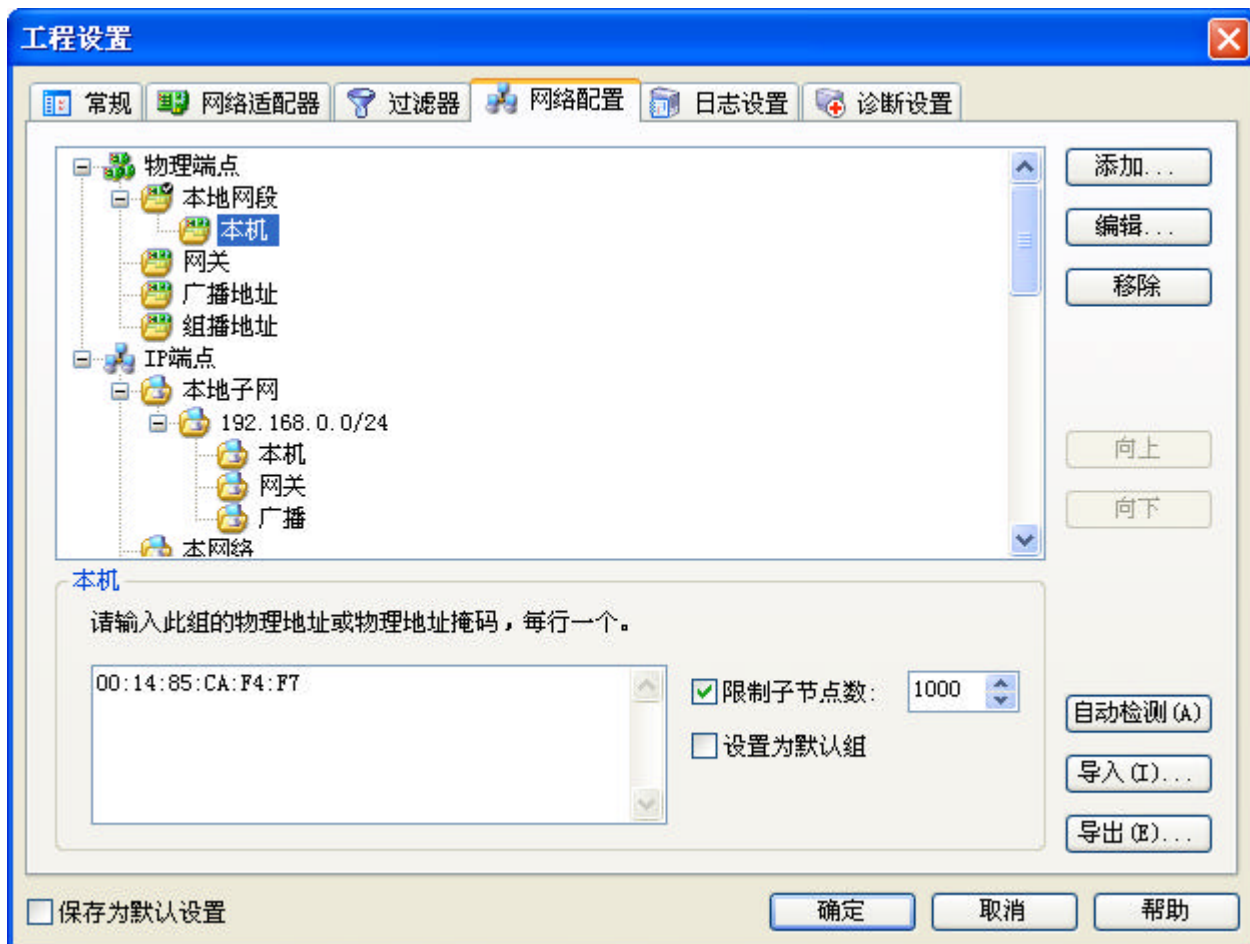 工程设置
常规 网络适配器 过滤器 网络配置 日志设置 诊断设置
物理端点
本地网段
本机
网关
广播地址
组播地址
IP端点
本地子网
192.168.0.0/24
本机
网关
广播
本网络
添加...
编辑...
移除
向上
向下
本机
请输入此组的物理地址或物理地址掩码，每行一个。
00:14:85:CA:F4:F7
限制子节点数: 1000
设置为默认组
自动检测(A)
导入(I)...
导出(E)...
保存为默认设置
确定 取消 帮助